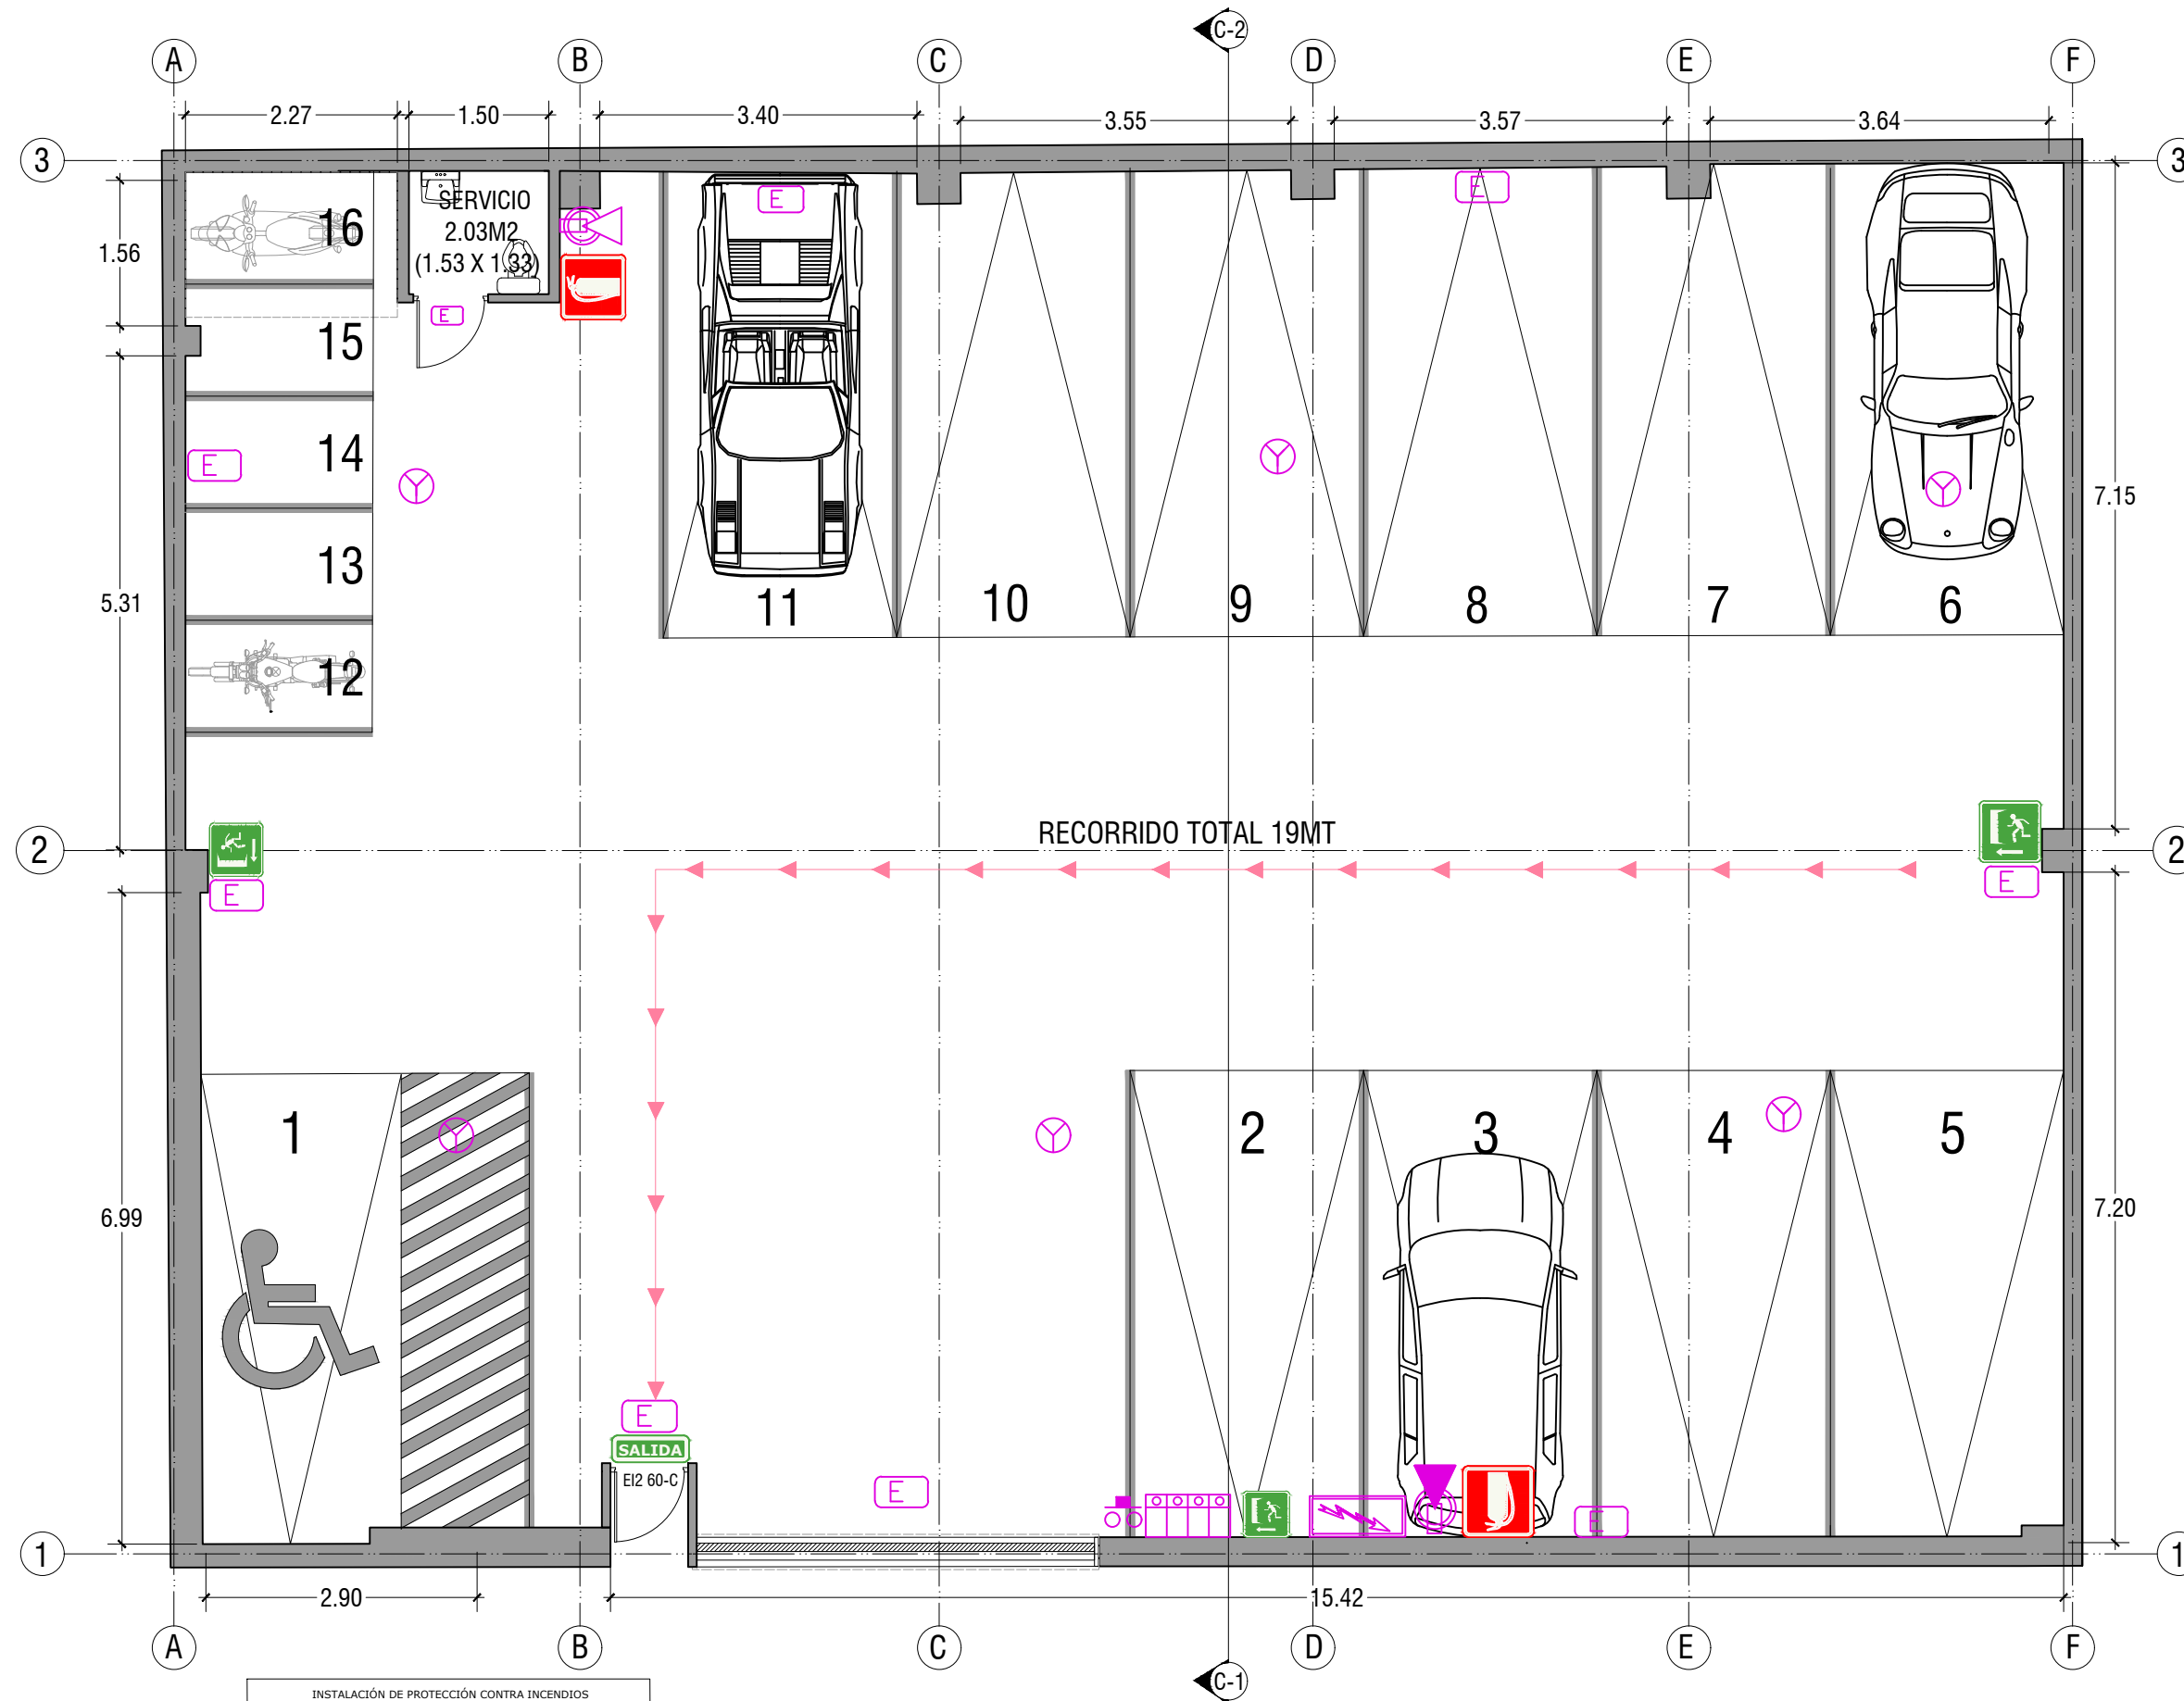 C-2
A B C D E F
2.27 1.50 3.40 3.55 3.57 3.64
3 3
16
SERVICIO
2.03M2
(1.53 X 1.33)
E E
1.56
E
15
14
E
13
12
5.31
7.15
11 10 9 8 7 6
RECORRIDO TOTAL 19MT
2 2
E E
1 2 3 4 5
6.99
7.20
E
SALIDA
EI2 60-C
E E
1 1
2.90 15.42
A B C D E F
C-1
INSTALACIÓN DE PROTECCIÓN CONTRA INCENDIOS